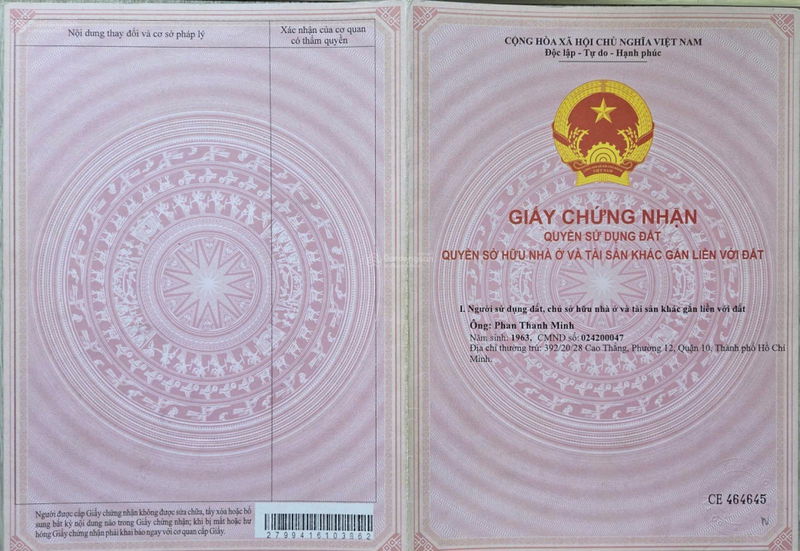 Nội dung thay đổi và cơ sở pháp lý
Xác nhận của cơ quan
có thẩm quyền
Người được cấp Giấy chứng nhận không được sửa chữa, tẩy xóa hoặc bổ
sung bất kỳ nội dung nào trong Giấy chứng nhận; khi bị mất hoặc hư
hỏng Giấy chứng nhận phải khai báo ngay với cơ quan cấp Giấy.
2799416103862
CỘNG HÒA XÃ HỘI CHỦ NGHĨA VIỆT NAM
Độc lập - Tự do - Hạnh phúc
VIỆT NAM
GIẤY CHỨNG NHẬN
QUYỀN SỬ DỤNG ĐẤT
QUYỀN SỞ HỮU NHÀ Ở VÀ TÀI SẢN KHÁC GẮN LIỀN VỚI ĐẤT
I. Người sử dụng đất, chủ sở hữu nhà ở và tài sản khác gắn liền với đất
Ông: Phan Thanh Minh
Năm sinh: 1963, CMND số: 024200047
Địa chỉ thường trú: 392/20/28 Cao Thắng, Phường 12, Quận 10, Thành phố Hồ Chí
Minh.
CE 464645